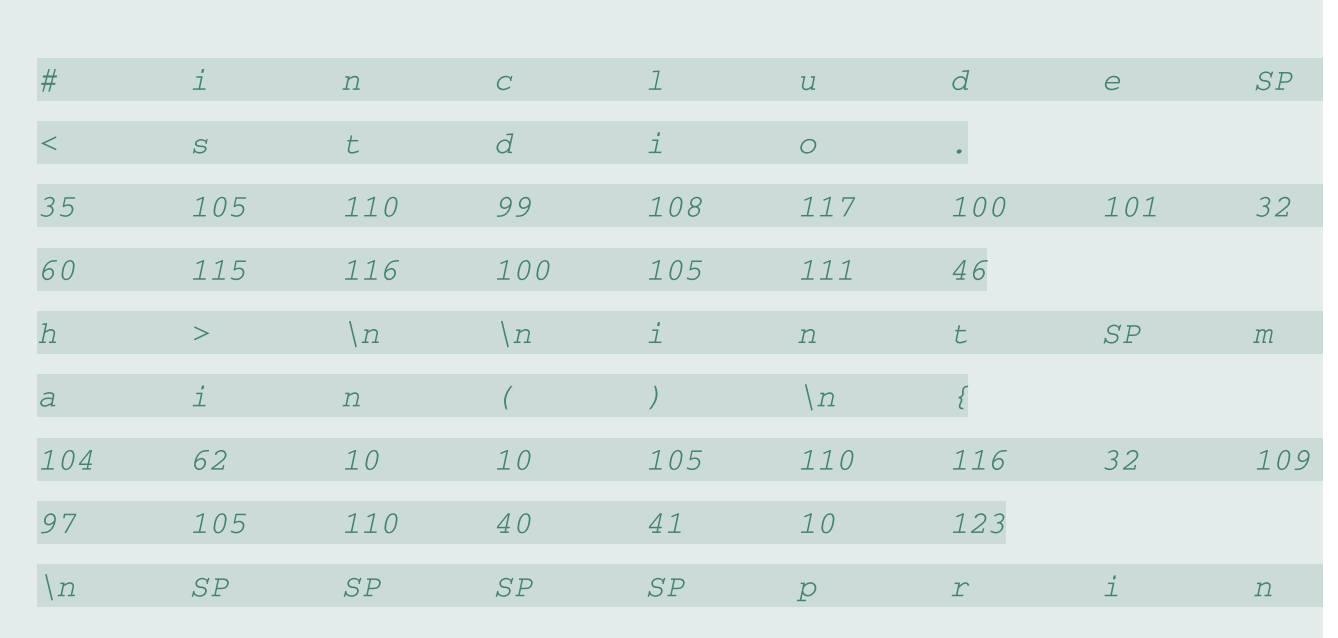 # i n c l u d e SP
< s t d i o .
35 105 110 99 108 117 100 101 32
60 115 116 100 105 111 46
h > \n \n i n t SP m
a i n ( ) \n {
104 62 10 10 105 110 116 32 109
97 105 110 40 41 10 123
\n SP SP SP SP p r i n